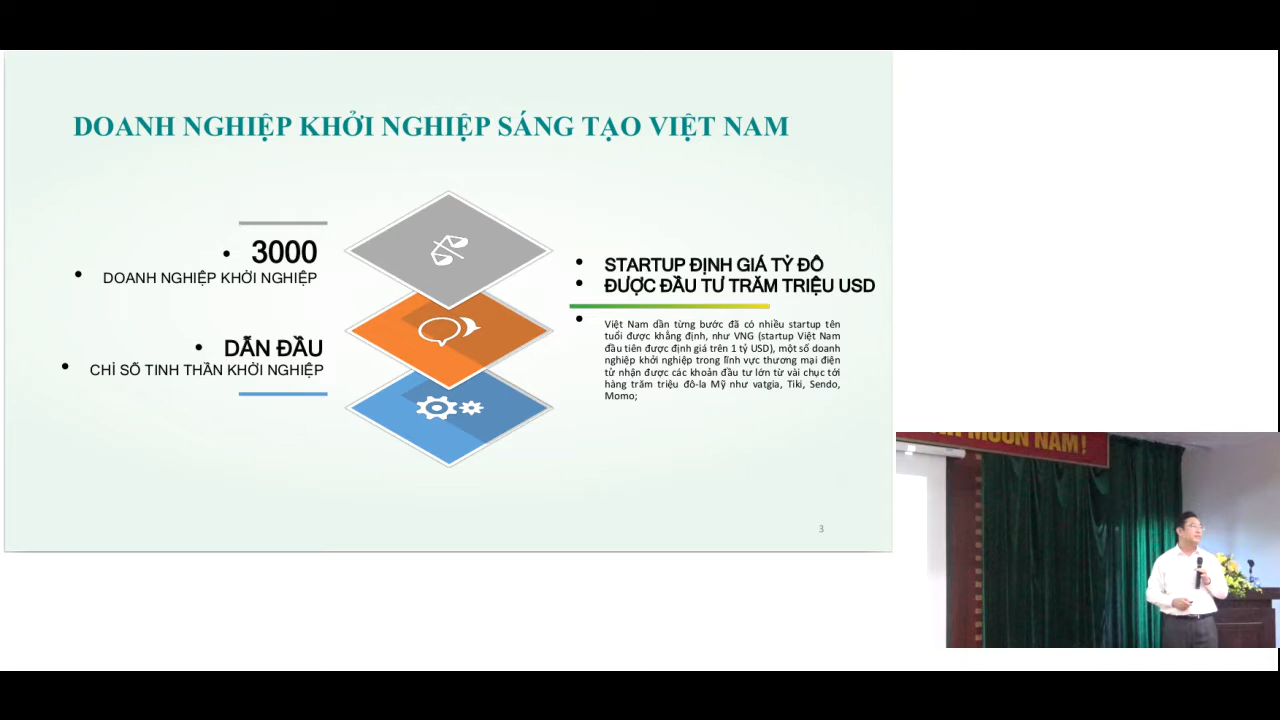 DOANH NGHIỆP KHỞI NGHIỆP SÁNG TẠO VIỆT NAM
• 3000
• DOANH NGHIỆP KHỞI NGHIỆP
• DẪN ĐẦU
• CHỈ SỐ TINH THẦN KHỞI NGHIỆP
• STARTUP ĐỊNH GIÁ TỶ ĐÔ
• ĐƯỢC ĐẦU TƯ TRĂM TRIỆU USD
• Việt Nam dần từng bước đã có nhiều startup tên
tuổi được khẳng định, như VNG (startup Việt Nam
đầu tiên được định giá trên 1 tỷ USD), một số doanh
nghiệp khởi nghiệp trong lĩnh vực thương mại điện
tử nhận được các khoản đầu tư lớn từ vài chục tới
hàng trăm triệu đô-la Mỹ như vatgia, Tiki, Sendo,
Momo;
3
MUÔN NĂM!